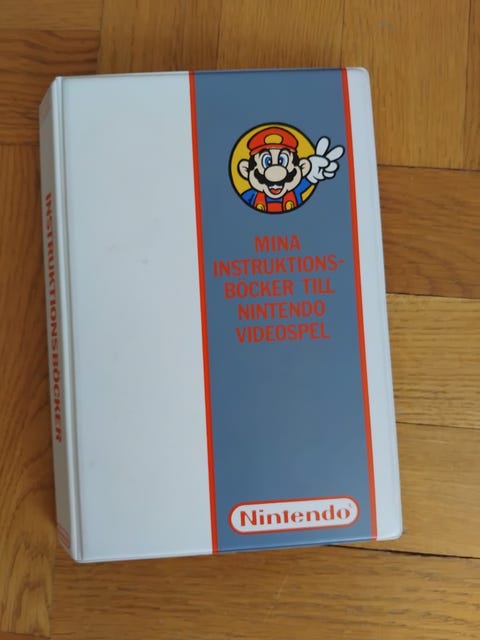 INSTRUKTIONSBÖCKER
MINA
INSTRUKTIONS-
BÖCKER TILL
NINTENDO
VIDEOSPEL
Nintendo